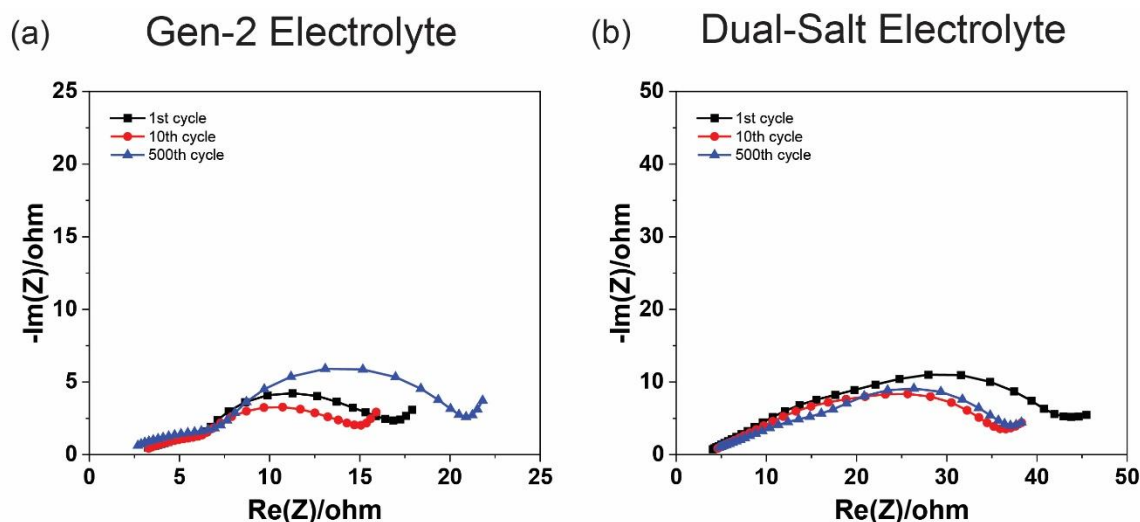 (a) Gen-2 Electrolyte
25
20
15
10
5
0
0 5 10 15 20 25
-Im(Z)/ohm
Re(Z)/ohm
1st cycle
10th cycle
500th cycle
(b) Dual-Salt Electrolyte
50
40
30
20
10
0
0 10 20 30 40 50
-Im(Z)/ohm
Re(Z)/ohm
1st cycle
10th cycle
500th cycle